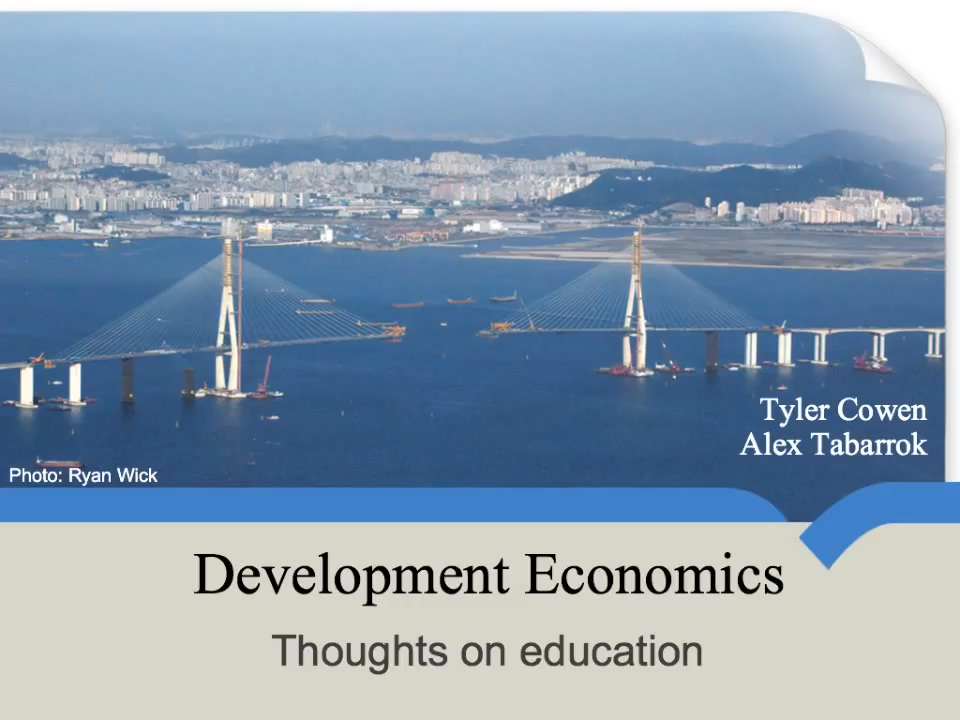 Tyler Cowen
Alex Tabarrok
Photo: Ryan Wick
Development Economics
Thoughts on education